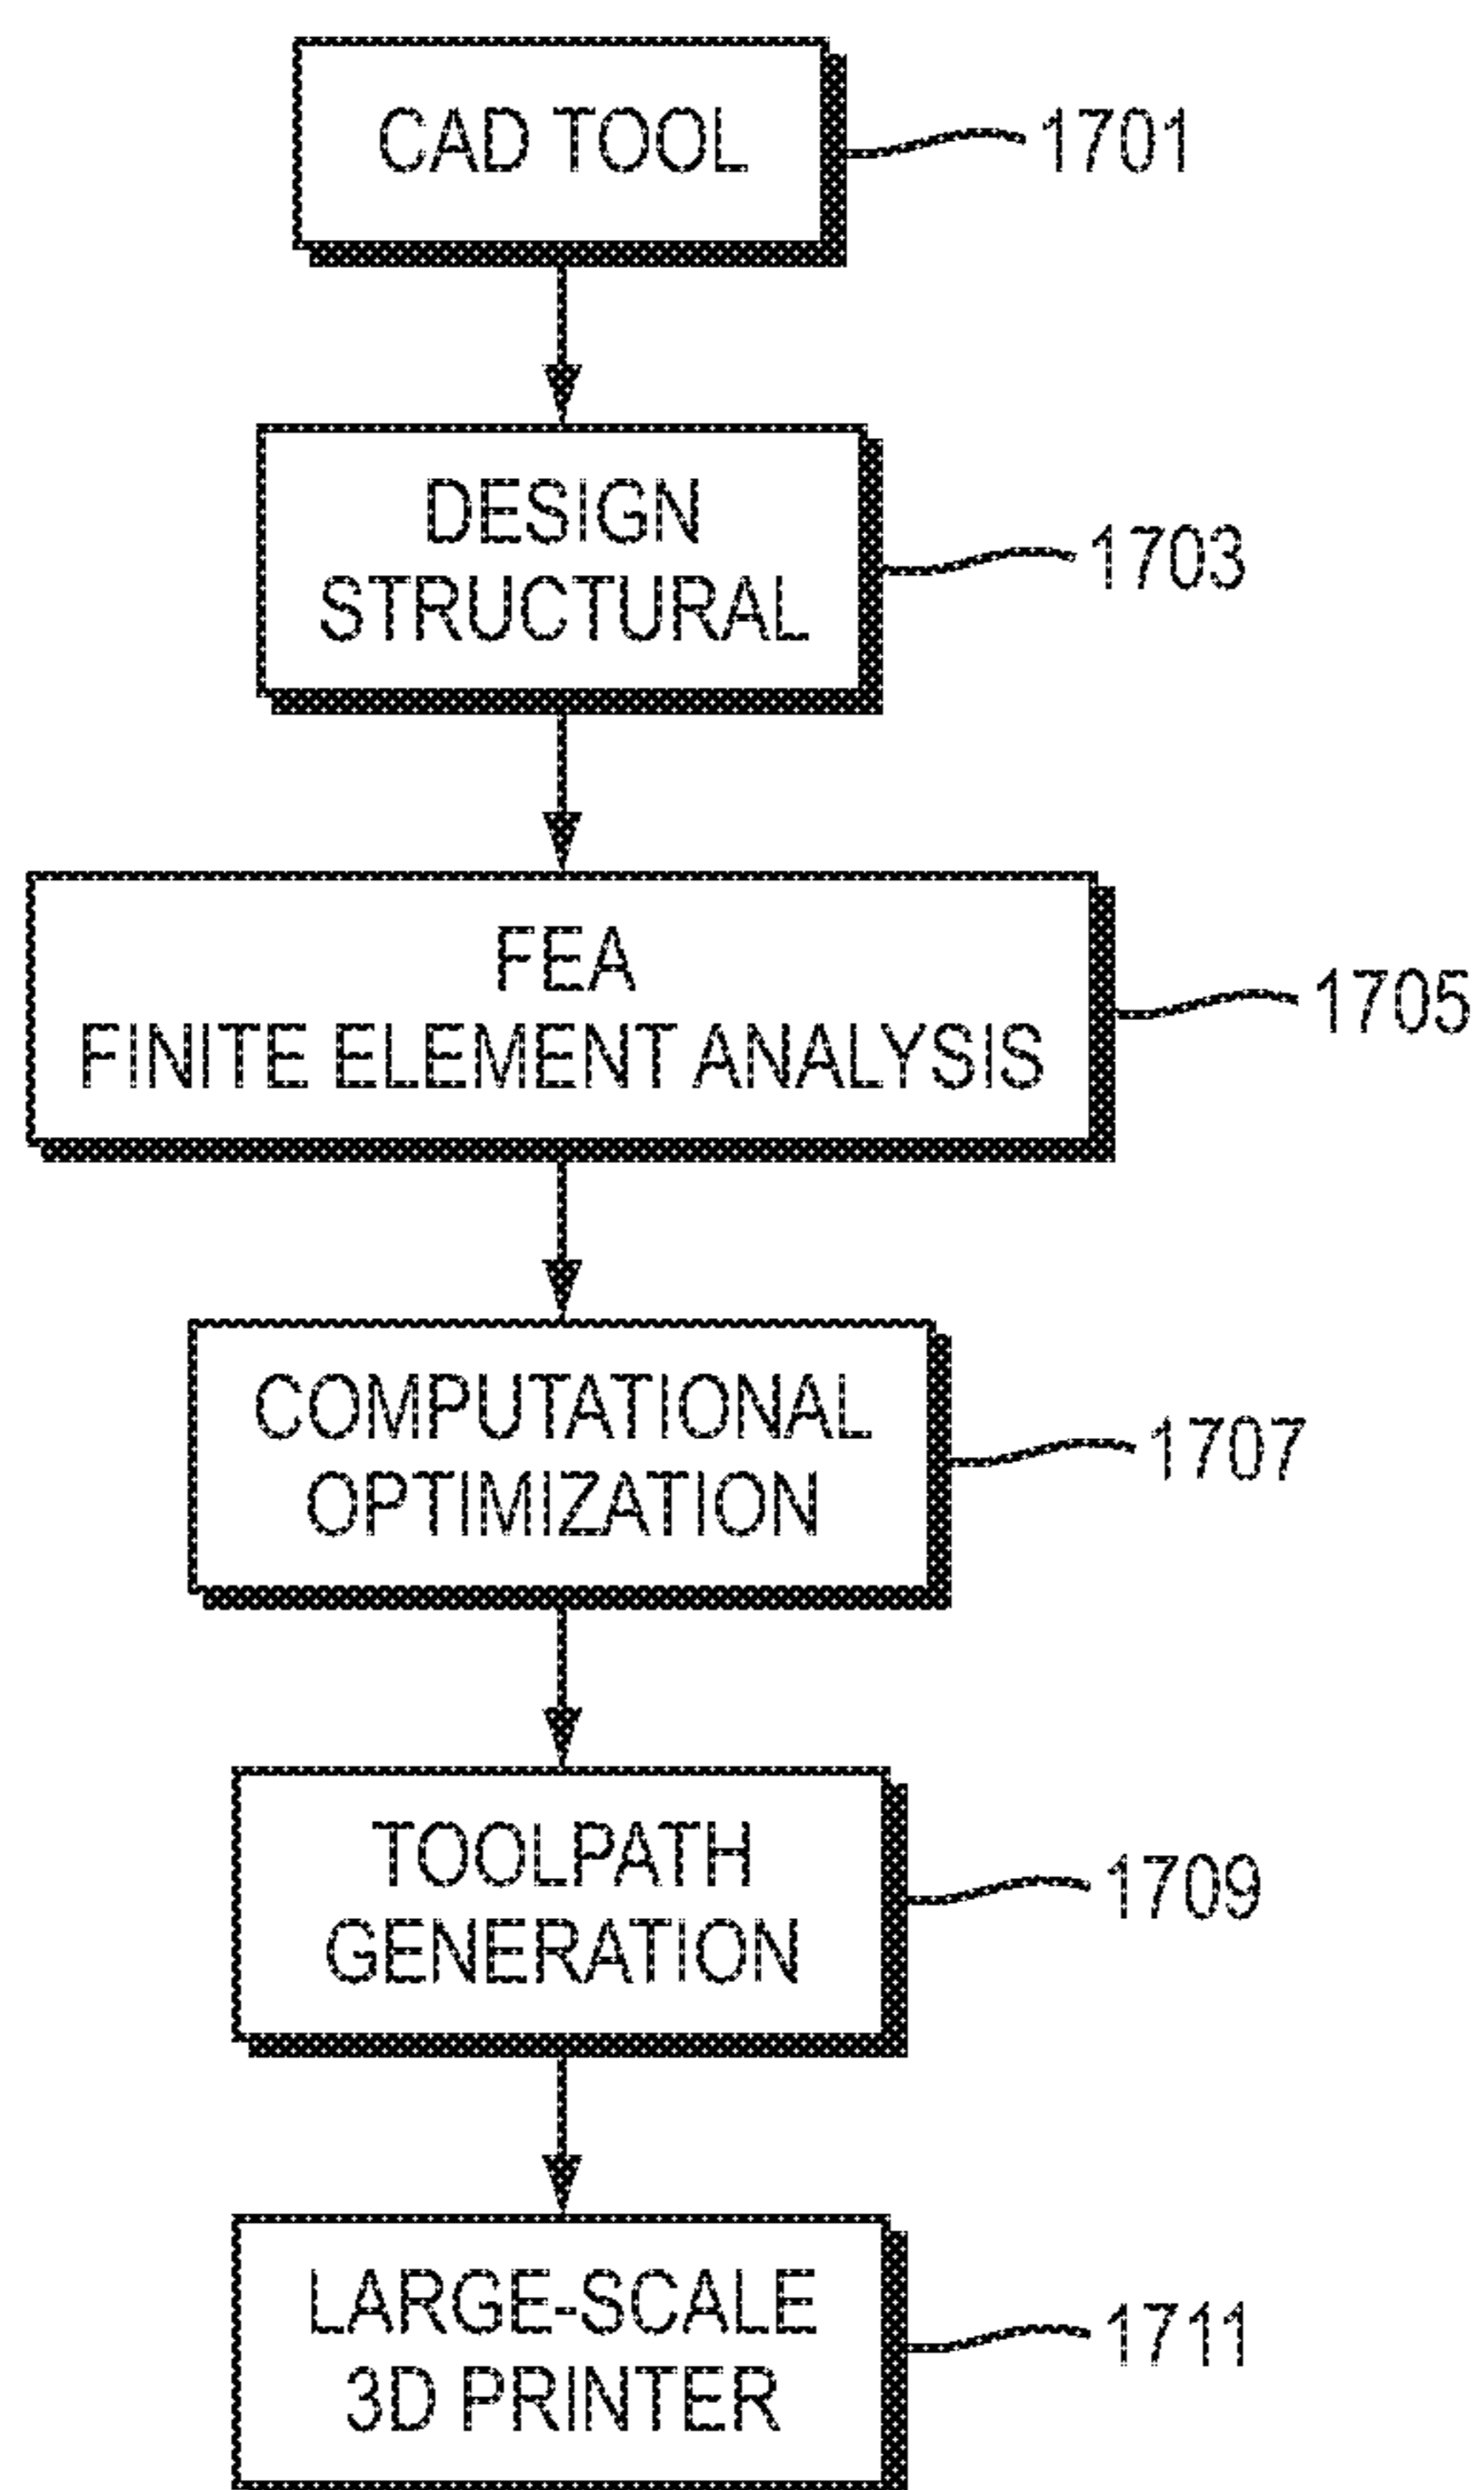 CAD TOOL
1701
DESIGN
STRUCTURAL
1703
FEA
FINITE ELEMENT ANALYSIS
1705
COMPUTATIONAL
OPTIMIZATION
1707
TOOLPATH
GENERATION
1709
LARGE-SCALE
3D PRINTER
1711